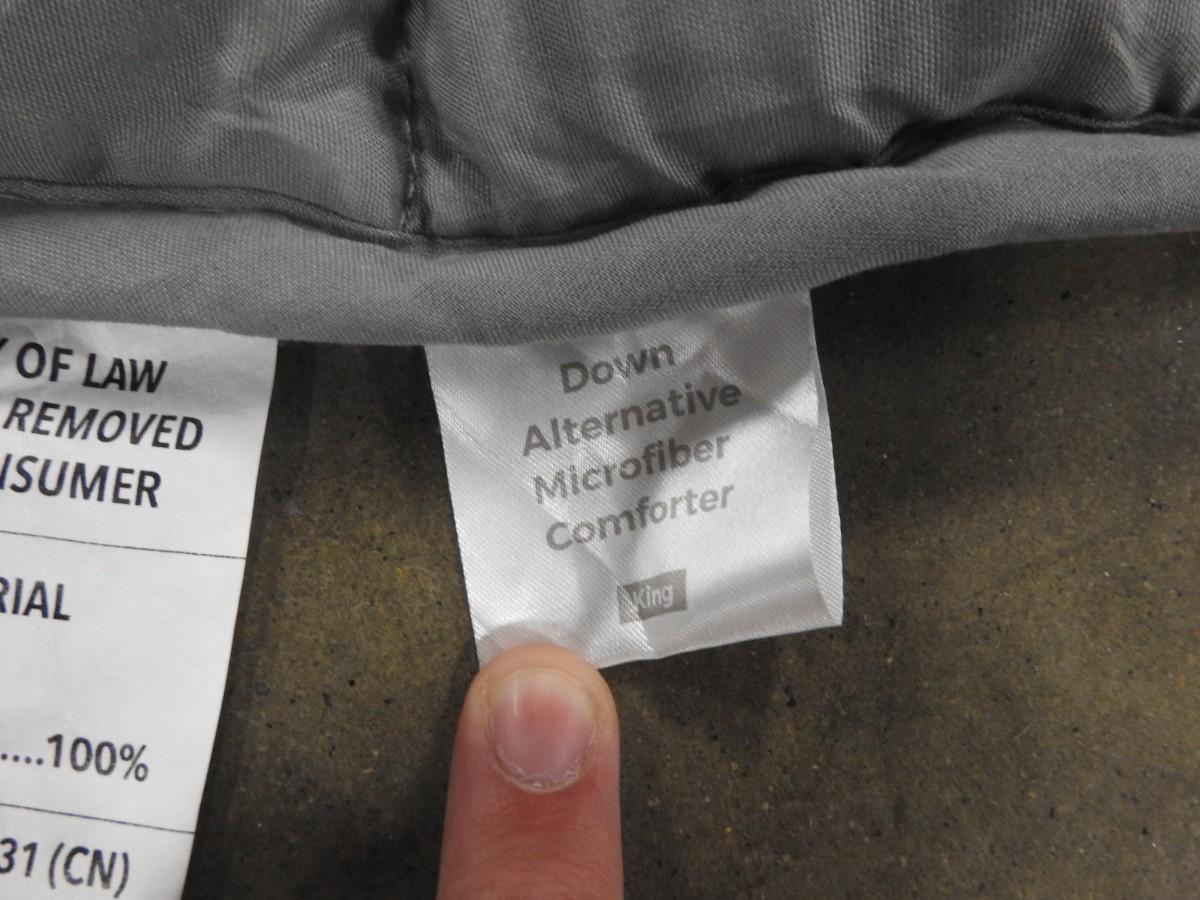 OF LAW
REMOVED
NSUMER
RIAL
....100%
31 (CN)
Down
Alternative
Microfiber
Comforter
King